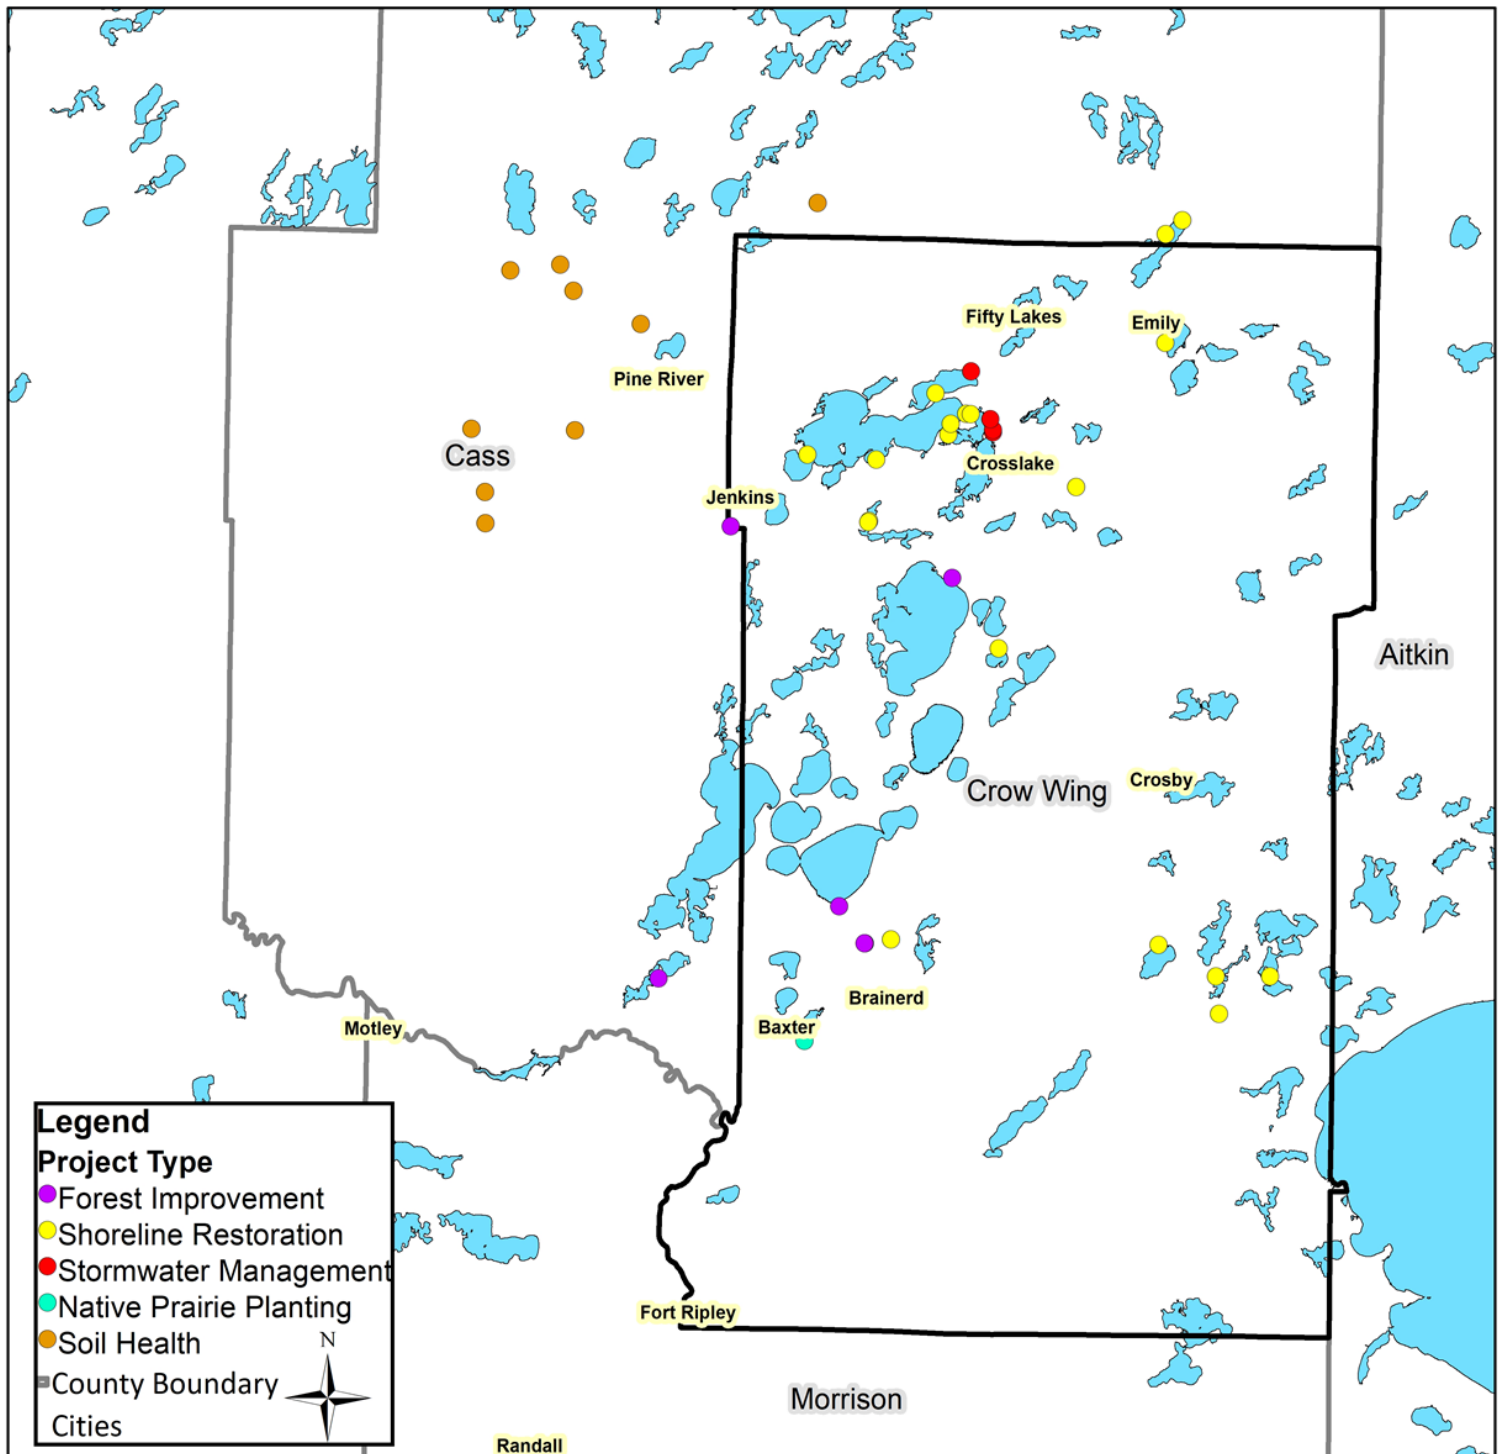 Fifty Lakes
Emily
Pine River
Cass
Crosslake
Jenkins
Aitkin
Crosby
Crow Wing
Brainerd
Baxter
Motley
Legend
Project Type
Forest Improvement
Shoreline Restoration
Stormwater Management
Native Prairie Planting
Soil Health
N
County Boundary
Cities
Fort Ripley
Morrison
Randall